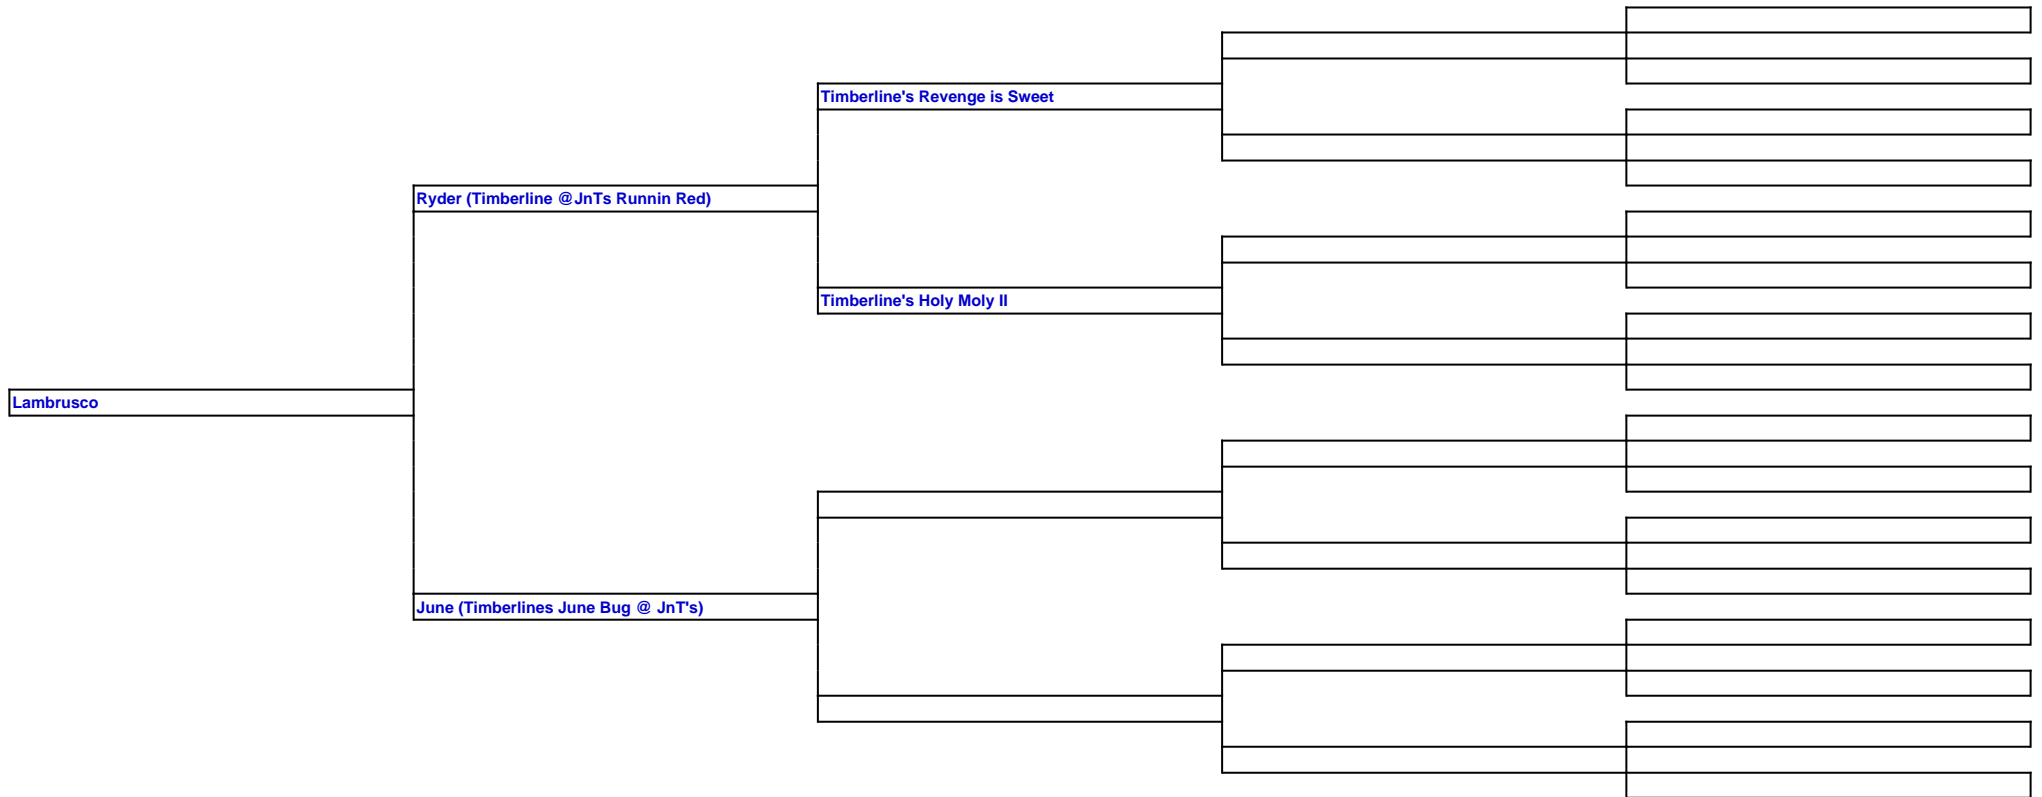 Timberline's Revenge is Sweet
Ryder (Timberline @JnTs Runnin Red)
Timberline's Holy Moly II
Lambrusco
June (Timberlines June Bug @ JnT's)